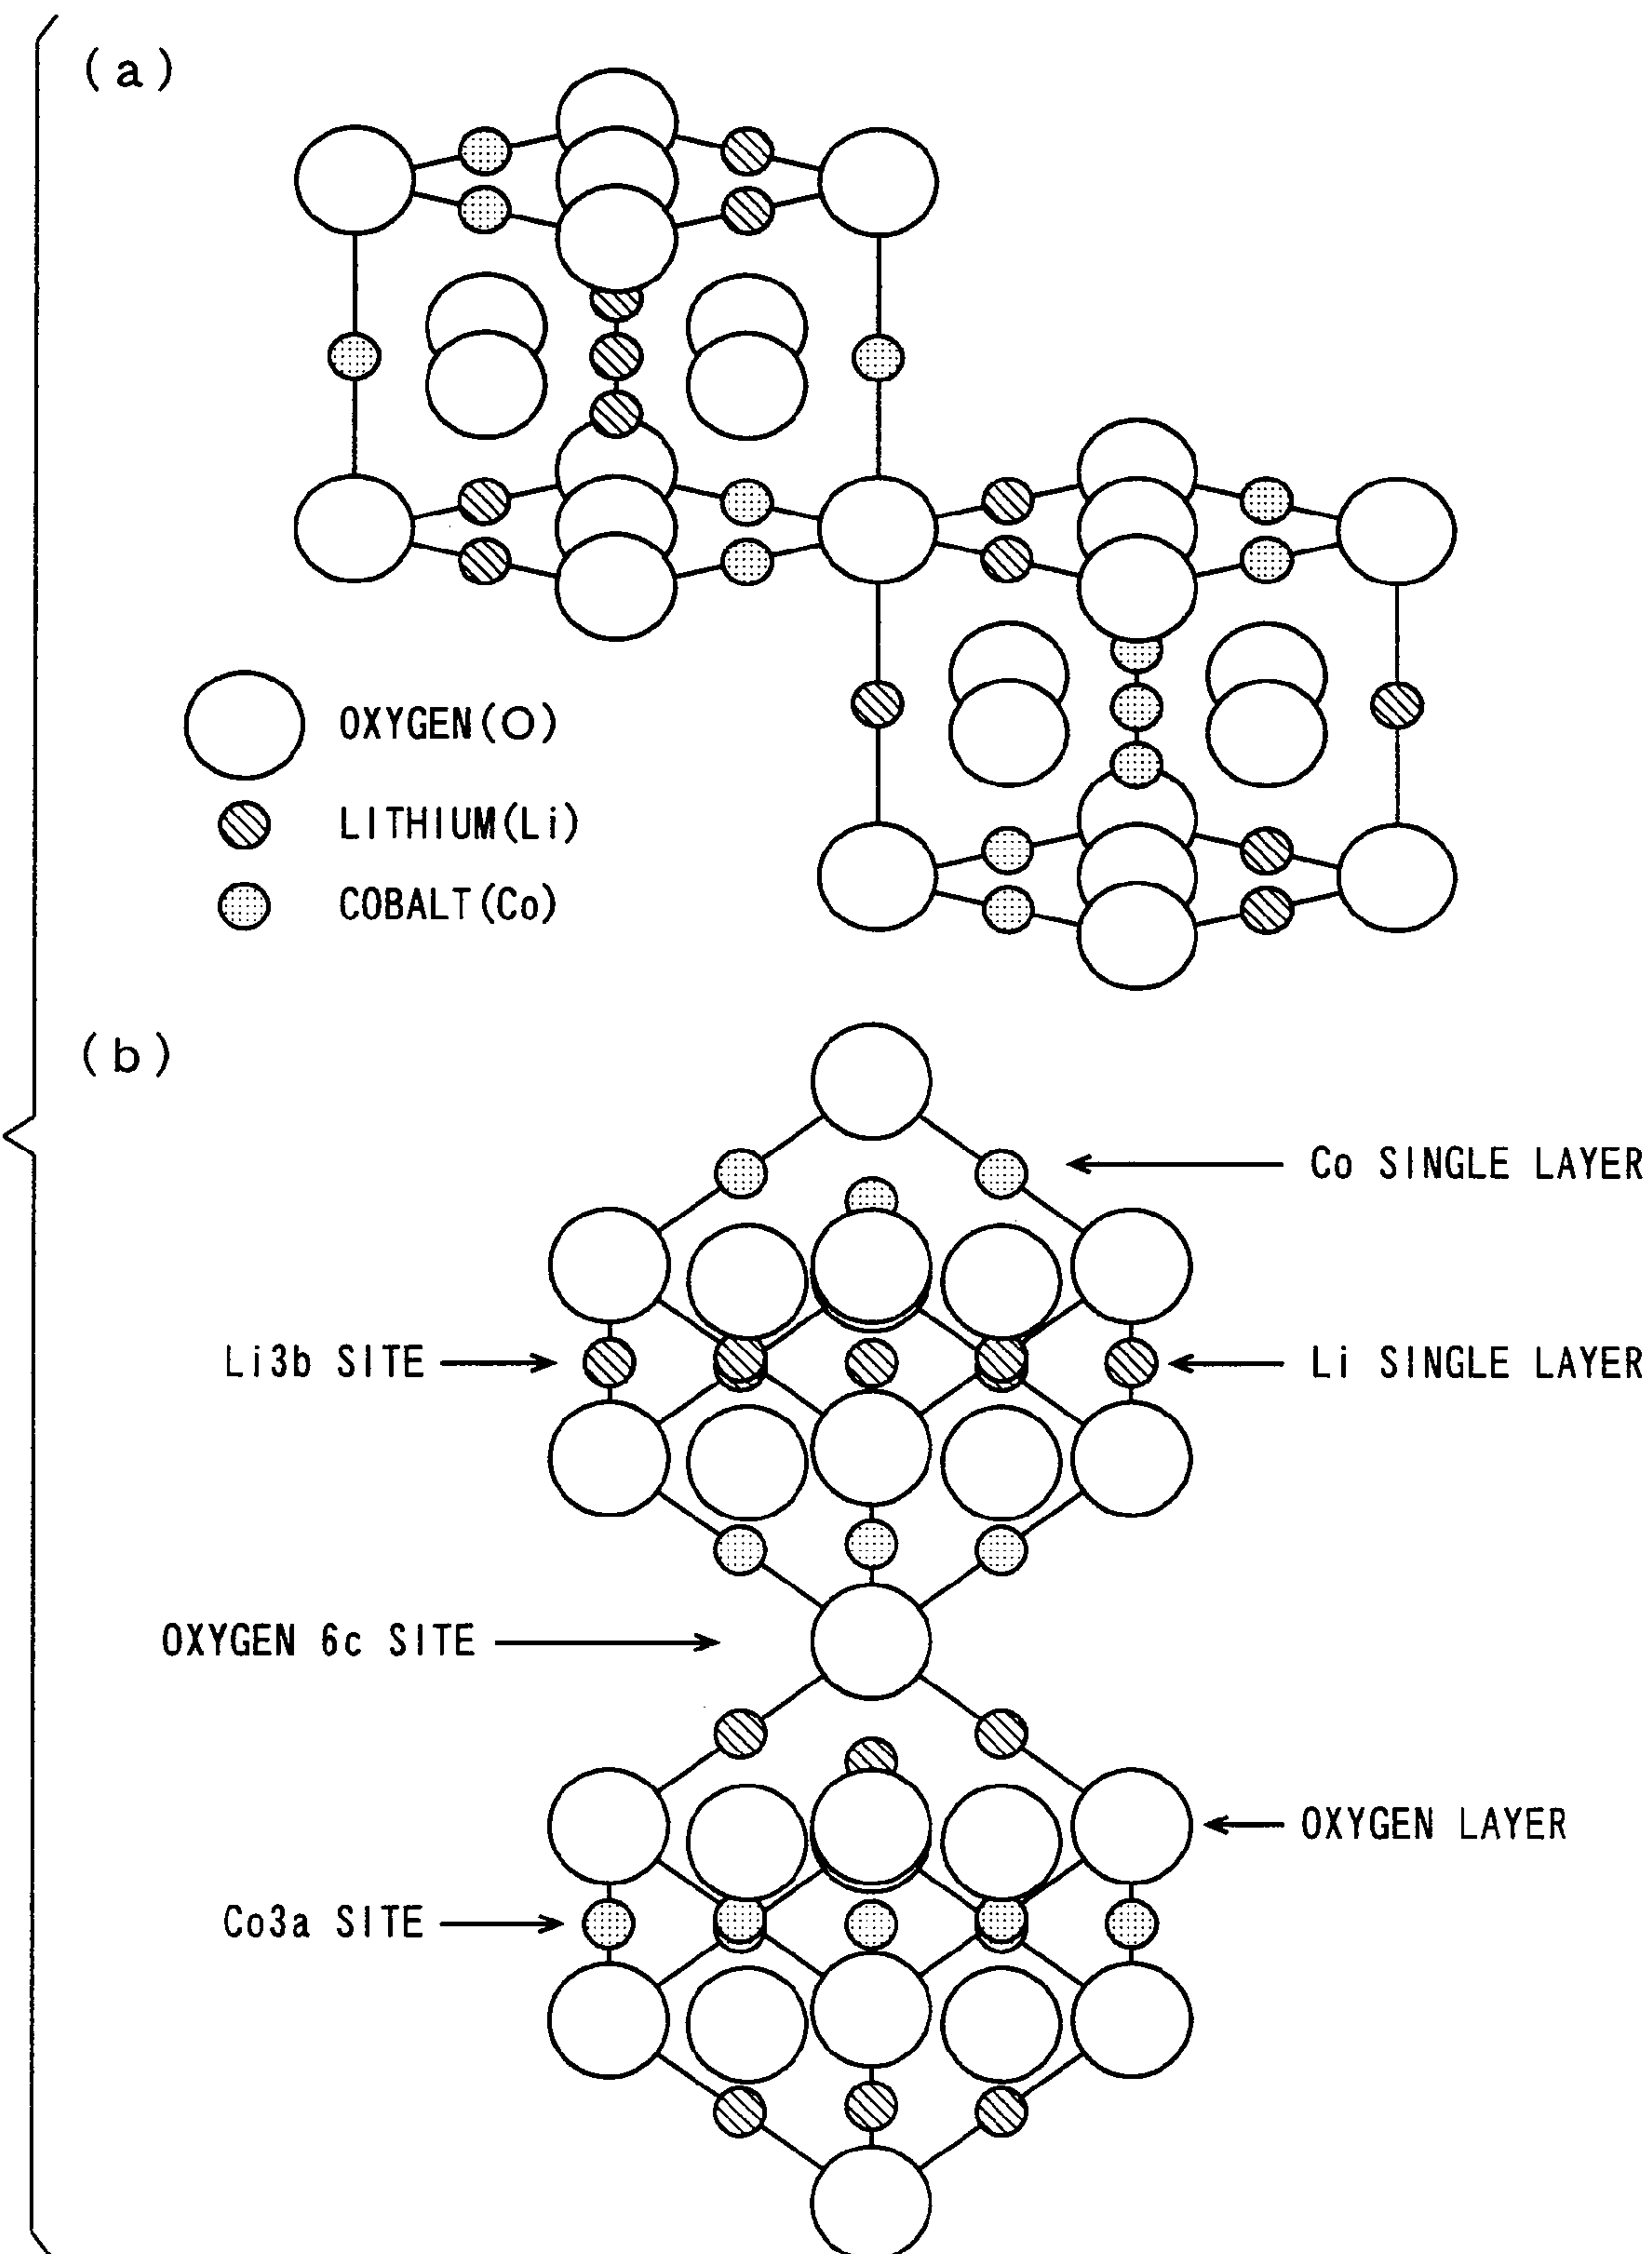 (a)
OXYGEN(O)
LITHIUM(Li)
COBALT(Co)
(b)
Co SINGLE LAYER
Li3b SITE
Li SINGLE LAYER
OXYGEN 6c SITE
OXYGEN LAYER
Co3a SITE